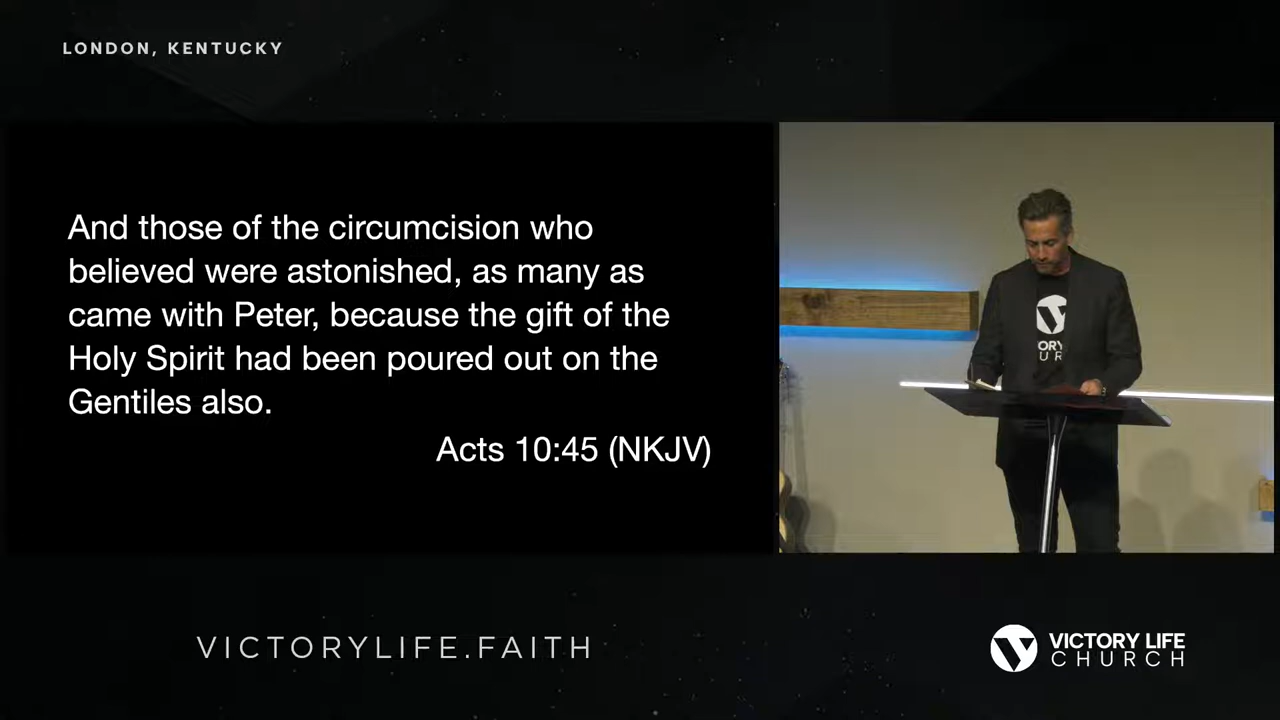 LONDON, KENTUCKY
And those of the circumcision who
believed were astonished, as many as
came with Peter, because the gift of the
Holy Spirit had been poured out on the
Gentiles also.
Acts 10:45 (NKJV)
VICTORYLIFE.FAITH
VICTORY LIFE
CHURCH